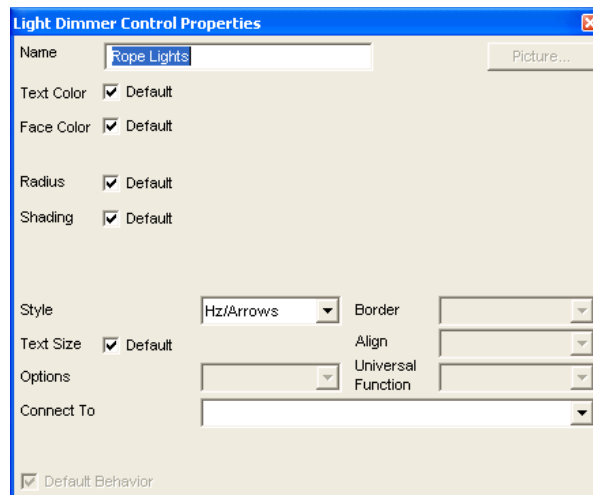 Light Dimmer Control Properties
Name Rope Lights Picture...
Text Color Default
Face Color Default
Radius Default
Shading Default
Style Hz/Arrows Border
Text Size Default Align
Options Universal Function
Connect To
Default Behavior